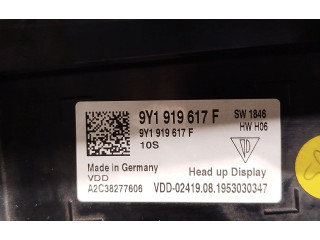 9Y1 919 617 F SW 1846
9Y1 919 617 F HW H06
10S
Made in Germany
VDD Head up Display
A2C38277606 VDD-02419.08.1953030347